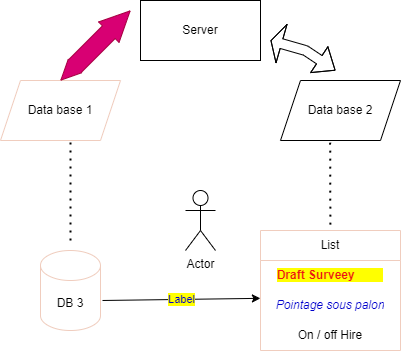 Server
Data base 1
Data base 2
Actor
List
Draft Surveey
DB 3
Label
Pointage sous palon
On / off Hire